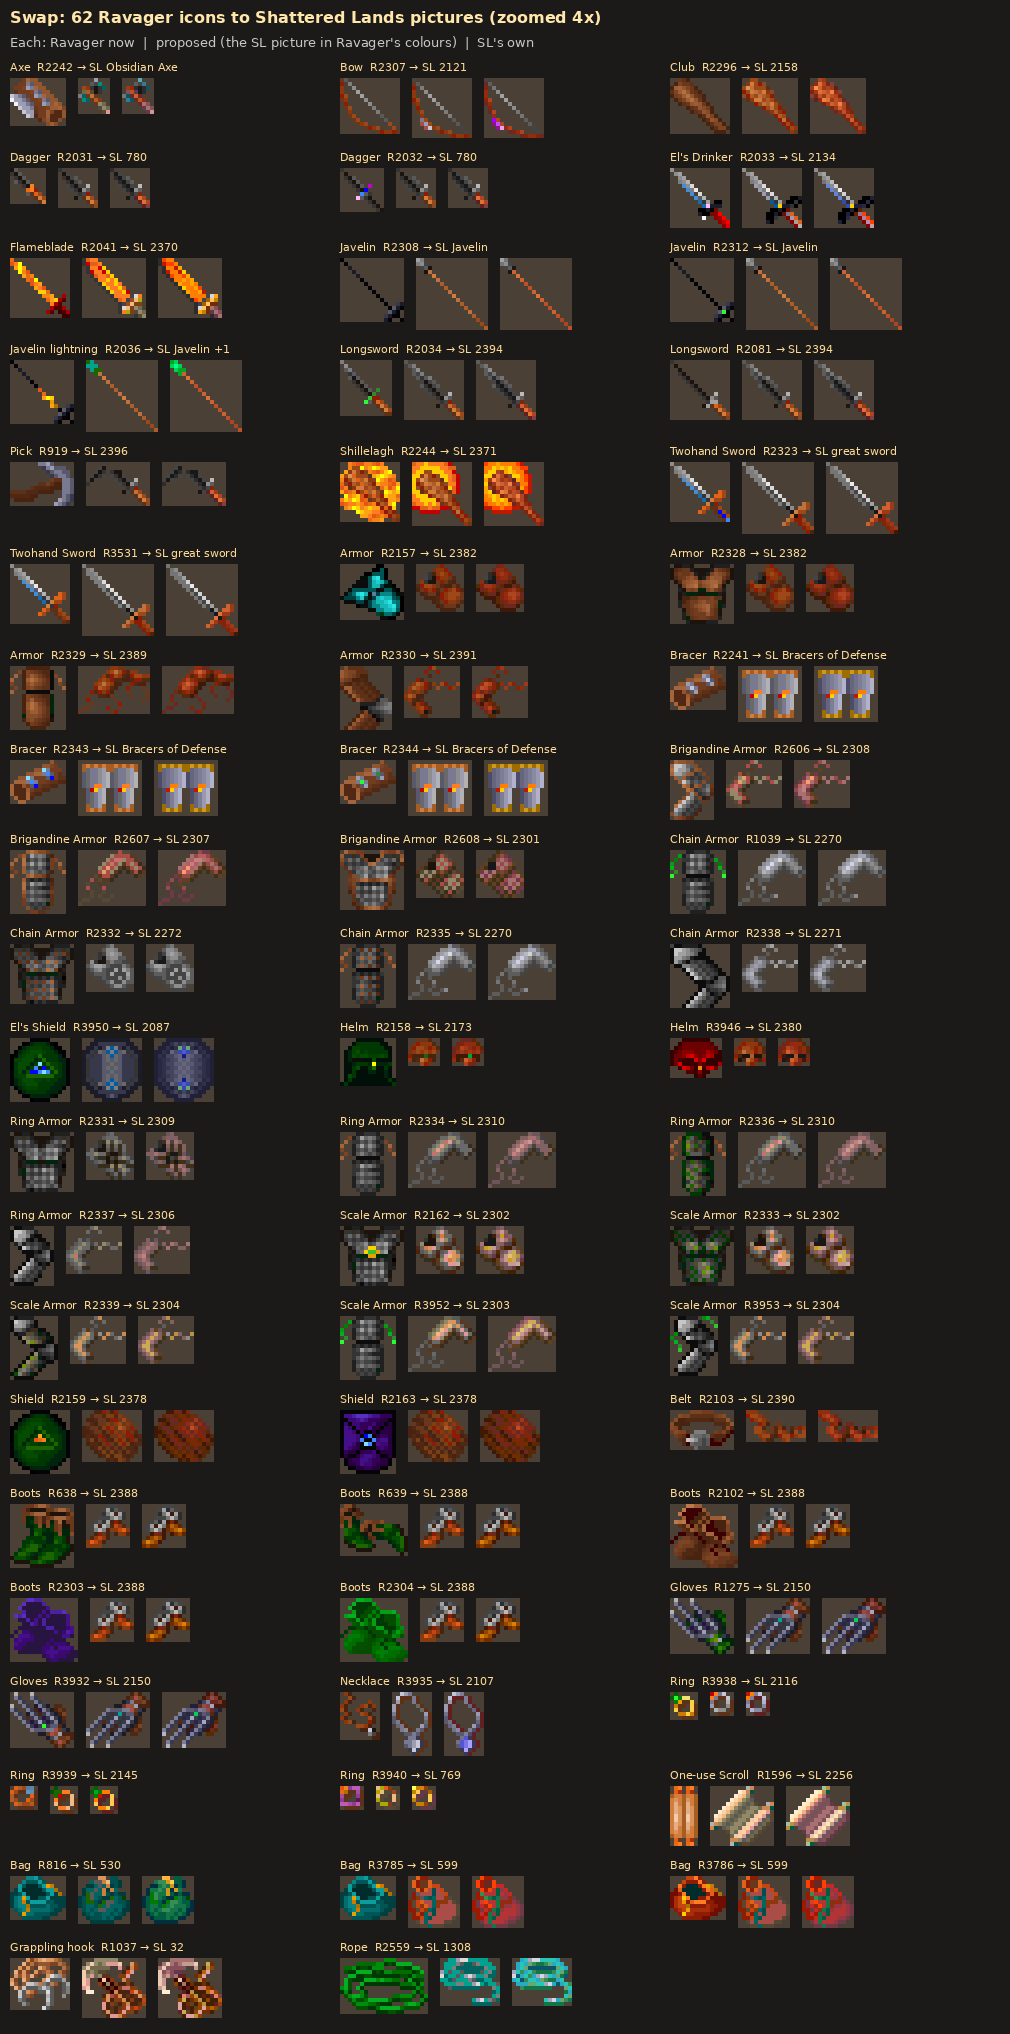 Swap: 62 Ravager icons to Shattered Lands pictures (zoomed 4x)
Each: Ravager now | proposed (the SL picture in Ravager's colours) | SL's own
Axe R2242 → SL Obsidian Axe
Bow R2307 → SL 2121
Club R2296 → SL 2158
Dagger R2031 → SL 780
Dagger R2032 → SL 780
El's Drinker R2033 → SL 2134
Flameblade R2041 → SL 2370
Javelin R2308 → SL Javelin
Javelin R2312 → SL Javelin
Javelin lightning R2036 → SL Javelin +1
Longsword R2034 → SL 2394
Longsword R2081 → SL 2394
Pick R919 → SL 2396
Shillelagh R2244 → SL 2371
Twohand Sword R2323 → SL great sword
Twohand Sword R3531 → SL great sword
Armor R2157 → SL 2382
Armor R2328 → SL 2382
Armor R2329 → SL 2389
Armor R2330 → SL 2391
Bracer R2241 → SL Bracers of Defense
Bracer R2343 → SL Bracers of Defense
Bracer R2344 → SL Bracers of Defense
Brigandine Armor R2606 → SL 2308
Brigandine Armor R2607 → SL 2307
Brigandine Armor R2608 → SL 2301
Chain Armor R1039 → SL 2270
Chain Armor R2332 → SL 2272
Chain Armor R2335 → SL 2270
Chain Armor R2338 → SL 2271
El's Shield R3950 → SL 2087
Helm R2158 → SL 2173
Helm R3946 → SL 2380
Ring Armor R2331 → SL 2309
Ring Armor R2334 → SL 2310
Ring Armor R2336 → SL 2310
Ring Armor R2337 → SL 2306
Scale Armor R2162 → SL 2302
Scale Armor R2333 → SL 2302
Scale Armor R2339 → SL 2304
Scale Armor R3952 → SL 2303
Scale Armor R3953 → SL 2304
Shield R2159 → SL 2378
Shield R2163 → SL 2378
Belt R2103 → SL 2390
Boots R638 → SL 2388
Boots R639 → SL 2388
Boots R2102 → SL 2388
Boots R2303 → SL 2388
Boots R2304 → SL 2388
Gloves R1275 → SL 2150
Gloves R3932 → SL 2150
Necklace R3935 → SL 2107
Ring R3938 → SL 2116
Ring R3939 → SL 2145
Ring R3940 → SL 769
One-use Scroll R1596 → SL 2256
Bag R816 → SL 530
Bag R3785 → SL 599
Bag R3786 → SL 599
Grappling hook R1037 → SL 32
Rope R2559 → SL 1308